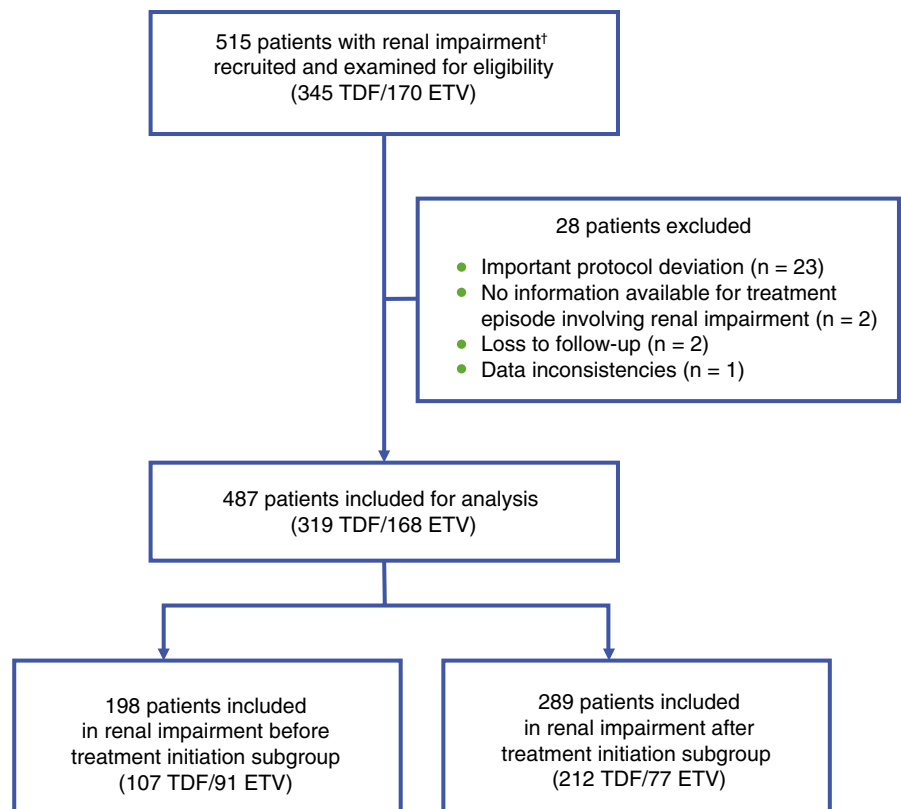 515 patients with renal impairment†
recruited and examined for eligibility
(345 TDF/170 ETV)
28 patients excluded
• Important protocol deviation (n = 23)
• No information available for treatment
episode involving renal impairment (n = 2)
• Loss to follow-up (n = 2)
• Data inconsistencies (n = 1)
487 patients included for analysis
(319 TDF/168 ETV)
198 patients included
in renal impairment before
treatment initiation subgroup
(107 TDF/91 ETV)
289 patients included
in renal impairment after
treatment initiation subgroup
(212 TDF/77 ETV)